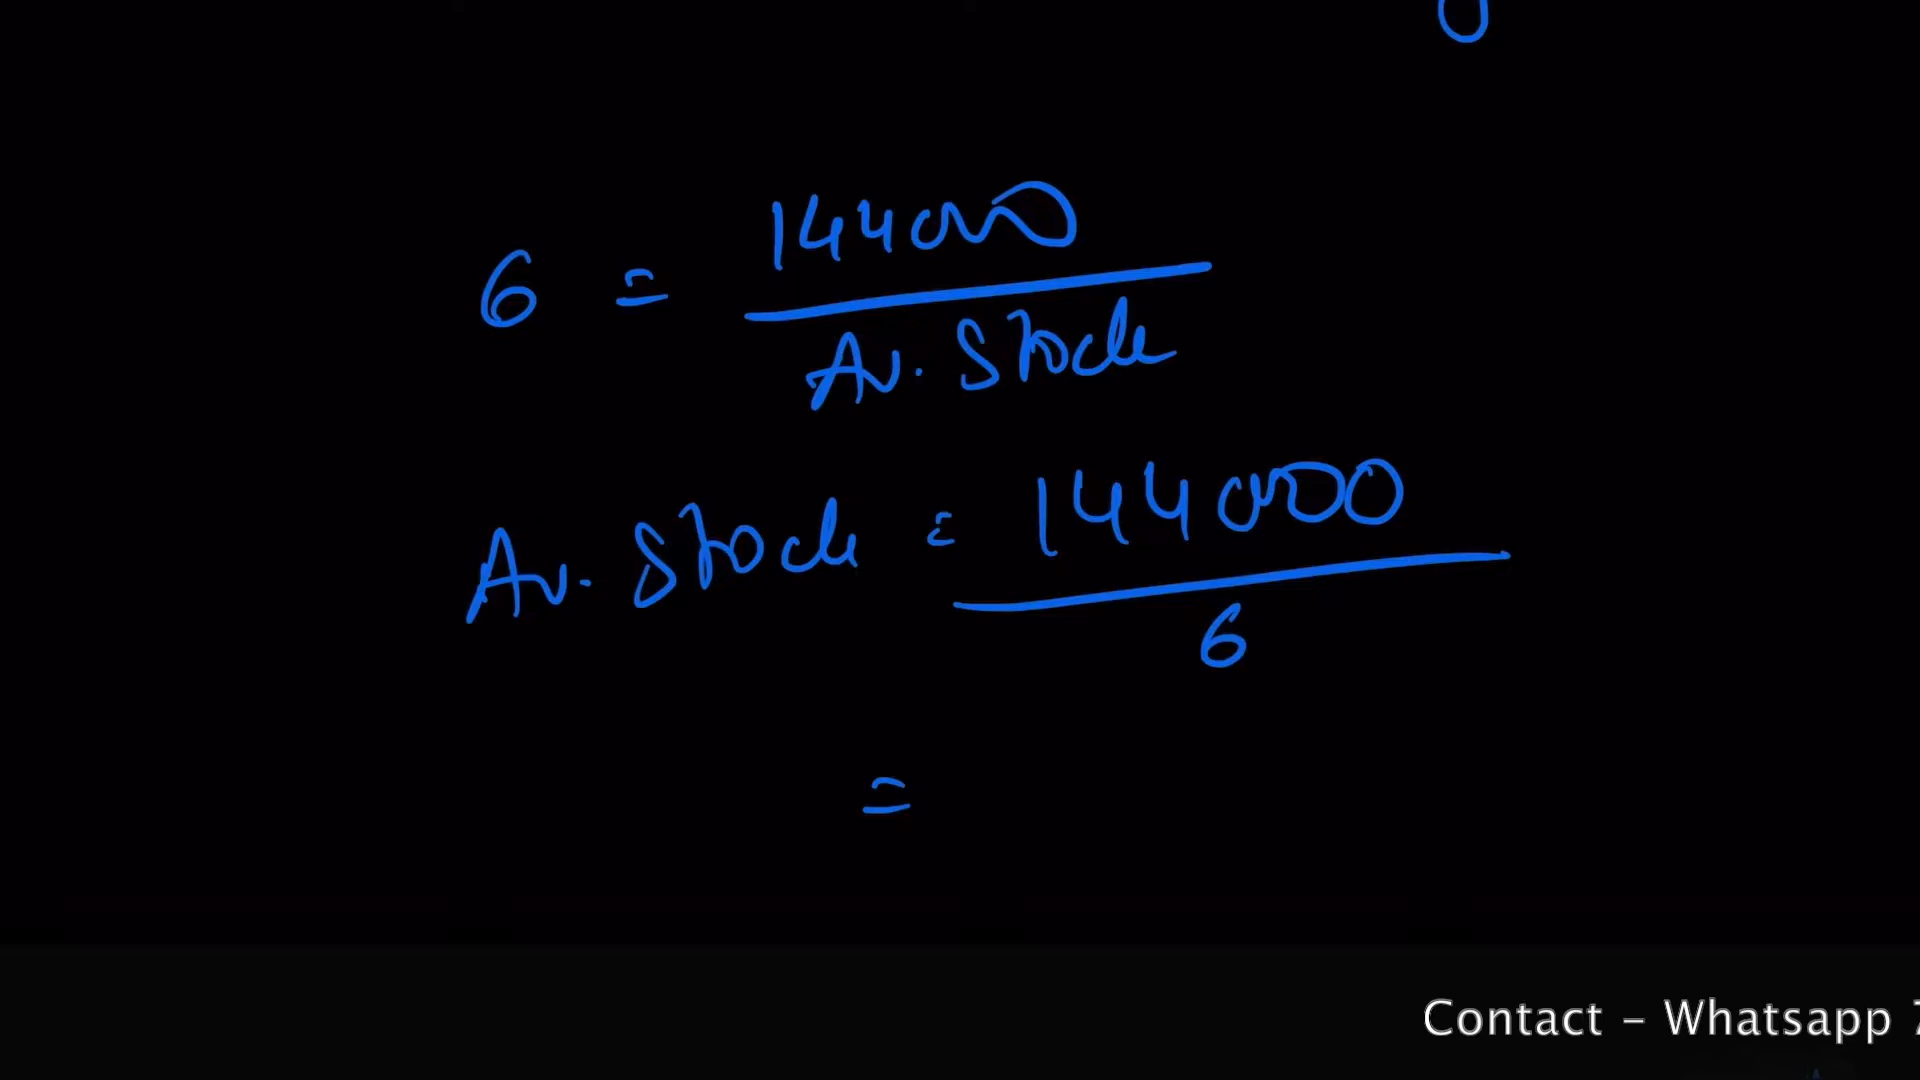 6 = 144000
Av. Stock
Av. Stock = 144000
6
=
Contact – Whatsapp